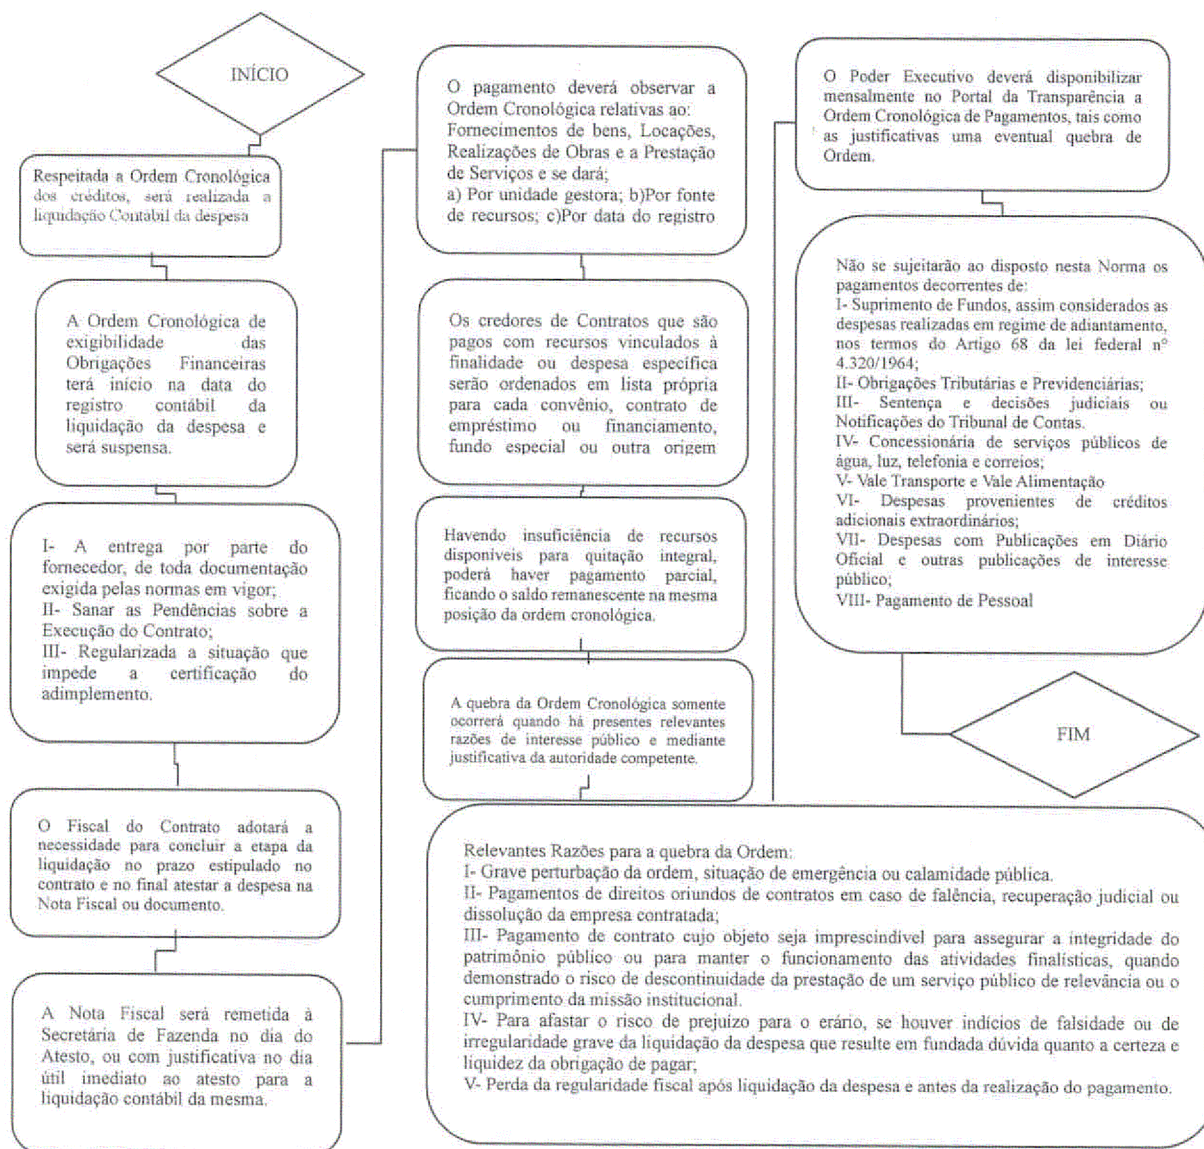 INÍCIO
Respeitada a Ordem Cronológica
dos créditos, será realizada a
liquidação Contábil da despesa
A Ordem Cronológica de
exigibilidade das
Obrigações Financeiras
terá início na data do
registro contábil da
liquidação da despesa e
será suspensa.
I- A entrega por parte do
fornecedor, de toda documentação
exigida pelas normas em vigor;
II- Sanar as Pendências sobre a
Execução do Contrato;
III- Regularizada a situação que
impede a certificação do
adimplemento.
O Fiscal do Contrato adotará a
necessidade para concluir a etapa da
liquidação no prazo estipulado no
contrato e no final atestar a despesa na
Nota Fiscal ou documento.
A Nota Fiscal será remetida à
Secretária de Fazenda no dia do
Atesto, ou com justificativa no dia
útil imediato ao atesto para a
liquidação contábil da mesma.
O pagamento deverá observar a
Ordem Cronológica relativas ao:
Fornecimentos de bens, Locações,
Realizações de Obras e a Prestação
de Serviços e se dará;
a) Por unidade gestora; b)Por fonte
de recursos; c)Por data do registro
Os credores de Contratos que são
pagos com recursos vinculados à
finalidade ou despesa específica
serão ordenados em lista própria
para cada convênio, contrato de
empréstimo ou financiamento,
fundo especial ou outra origem
Havendo insuficiência de recursos
disponíveis para quitação integral,
poderá haver pagamento parcial,
ficando o saldo remanescente na mesma
posição da ordem cronológica.
A quebra da Ordem Cronológica somente
ocorrerá quando há presentes relevantes
razões de interesse público e mediante
justificativa da autoridade competente.
Relevantes Razões para a quebra da Ordem:
I- Grave perturbação da ordem, situação de emergência ou calamidade pública.
II- Pagamentos de direitos oriundos de contratos em caso de falência, recuperação judicial ou
dissolução da empresa contratada;
III- Pagamento de contrato cujo objeto seja imprescindível para assegurar a integridade do
patrimônio público ou para manter o funcionamento das atividades finalísticas, quando
demonstrado o risco de descontinuidade da prestação de um serviço público de relevância ou o
cumprimento da missão institucional.
IV- Para afastar o risco de prejuízo para o erário, se houver indícios de falsidade ou de
irregularidade grave da liquidação da despesa que resulte em fundada dúvida quanto a certeza e
liquidez da obrigação de pagar;
V- Perda da regularidade fiscal após liquidação da despesa e antes da realização do pagamento.
O Poder Executivo deverá disponibilizar
mensalmente no Portal da Transparência a
Ordem Cronológica de Pagamentos, tais como
as justificativas uma eventual quebra de
Ordem.
Não se sujeitarão ao disposto nesta Norma os
pagamentos decorrentes de:
I- Suprimento de Fundos, assim considerados as
despesas realizadas em regime de adiantamento,
nos termos do Artigo 68 da lei federal nº
4.320/1964;
II- Obrigações Tributárias e Previdenciárias;
III- Sentença e decisões judiciais ou
Notificações do Tribunal de Contas.
IV- Concessionária de serviços públicos de
água, luz, telefonia e correios;
V- Vale Transporte e Vale Alimentação
VI- Despesas provenientes de créditos
adicionais extraordinários;
VII- Despesas com Publicações em Diário
Oficial e outras publicações de interesse
público;
VIII- Pagamento de Pessoal
FIM